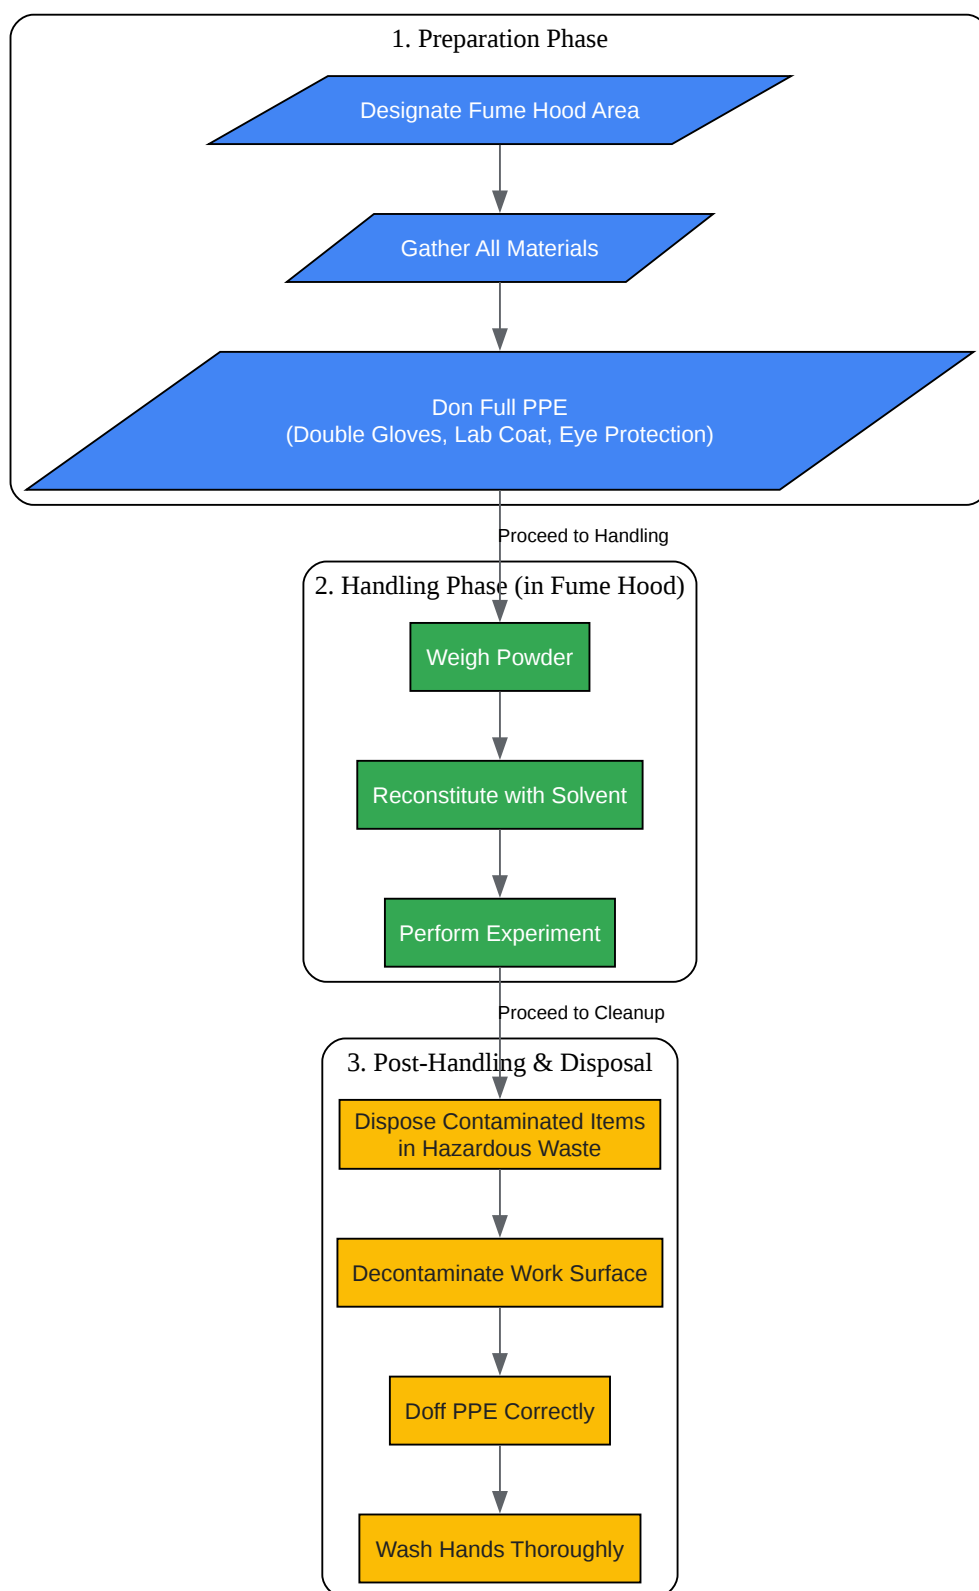 1. Preparation Phase
Designate Fume Hood Area
Gather All Materials
Don Full PPE
(Double Gloves, Lab Coat, Eye Protection)
Proceed to Handling
2. Handling Phase (in Fume Hood)
Weigh Powder
Reconstitute with Solvent
Perform Experiment
Proceed to Cleanup
3. Post-Handling & Disposal
Dispose Contaminated Items
in Hazardous Waste
Decontaminate Work Surface
Doff PPE Correctly
Wash Hands Thoroughly